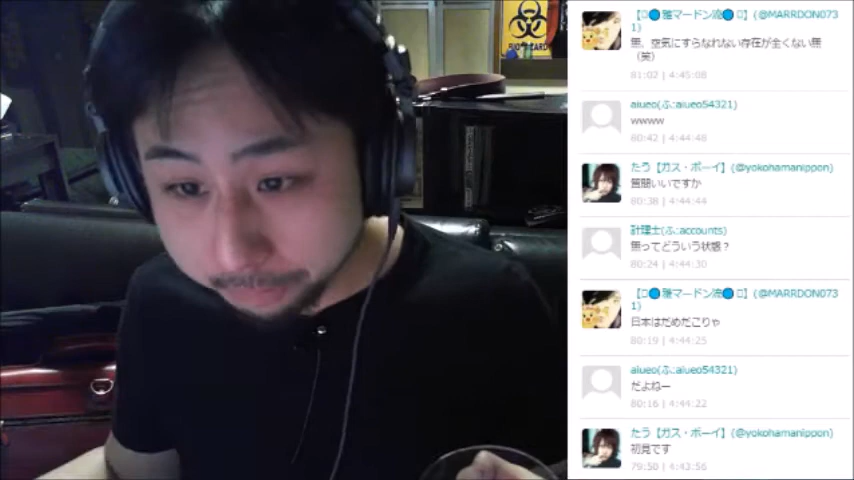 BIOHAZARD
【□🔵雅マードン流🔵□】(@MARRDON073
1)
無、空気にすらなれない存在が全くない無
(笑)
81:02 | 4:45:08
aiueo(ふ:aiueo54321)
wwww
80:42 | 4:44:48
たう【ガス・ボーイ】(@yokohamanippon)
質問いいですか
80:38 | 4:44:44
計理士(ふ:accounts)
無ってどういう状態？
80:24 | 4:44:30
【□🔵雅マードン流🔵□】(@MARRDON073
1)
日本はだめだこりゃ
80:19 | 4:44:25
aiueo(ふ:aiueo54321)
だよねー
80:16 | 4:44:22
たう【ガス・ボーイ】(@yokohamanippon)
初見です
79:50 | 4:43:56